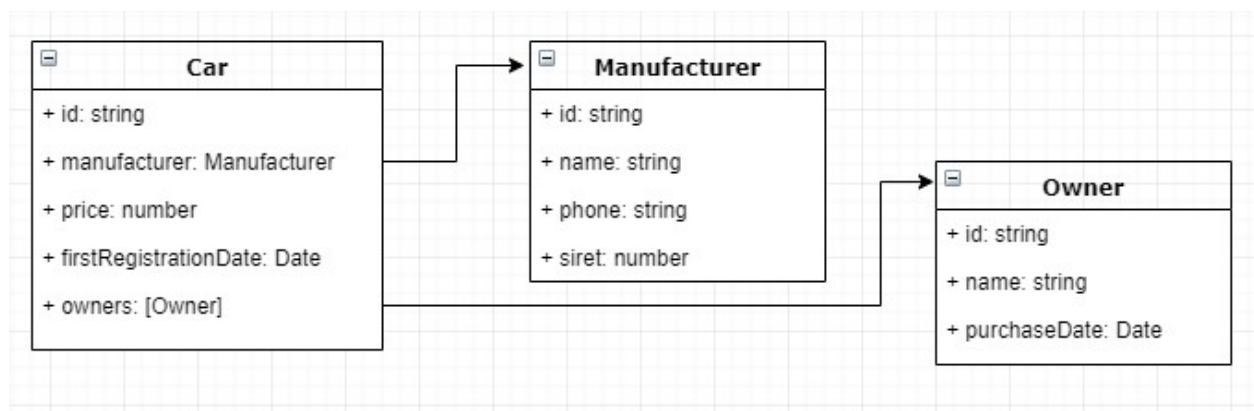 Car
+ id: string
+ manufacturer: Manufacturer
+ price: number
+ firstRegistrationDate: Date
+ owners: [Owner]
Manufacturer
+ id: string
+ name: string
+ phone: string
+ siret: number
Owner
+ id: string
+ name: string
+ purchaseDate: Date